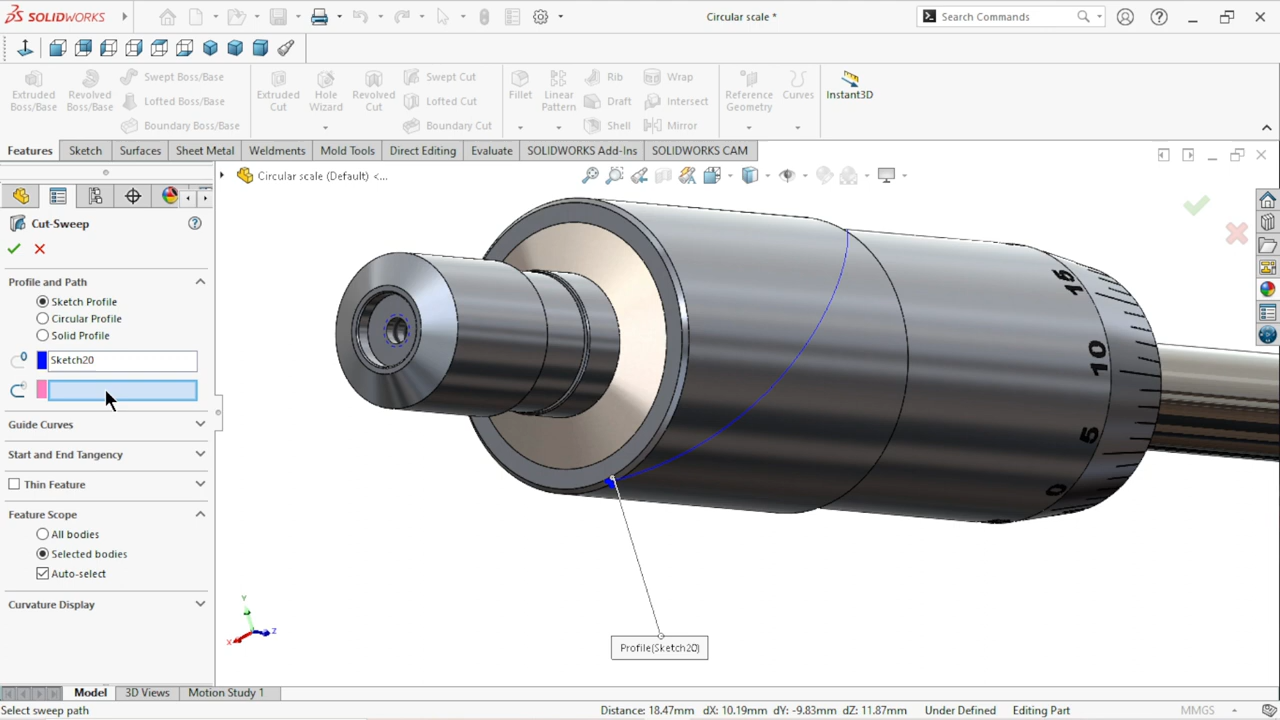 SOLIDWORKS
Circular scale *
Search Commands
Extruded Boss/Base
Revolved Boss/Base
Swept Boss/Base
Lofted Boss/Base
Boundary Boss/Base
Extruded Cut
Hole Wizard
Revolved Cut
Swept Cut
Lofted Cut
Boundary Cut
Fillet
Linear Pattern
Rib
Draft
Shell
Wrap
Intersect
Mirror
Reference Geometry
Curves
Instant3D
Features
Sketch
Surfaces
Sheet Metal
Weldments
Mold Tools
Direct Editing
Evaluate
SOLIDWORKS Add-Ins
SOLIDWORKS CAM
Circular scale (Default) <...
Cut-Sweep
Profile and Path
Sketch Profile
Circular Profile
Solid Profile
Sketch20
Guide Curves
Start and End Tangency
Thin Feature
Feature Scope
All bodies
Selected bodies
Auto-select
Curvature Display
15
10
5
0
Profile(Sketch20)
Y
X
Z
Model
3D Views
Motion Study 1
Select sweep path
Distance: 18.47mm dX: 10.19mm dY: -9.83mm dZ: 11.87mm
Under Defined
Editing Part
MMGS